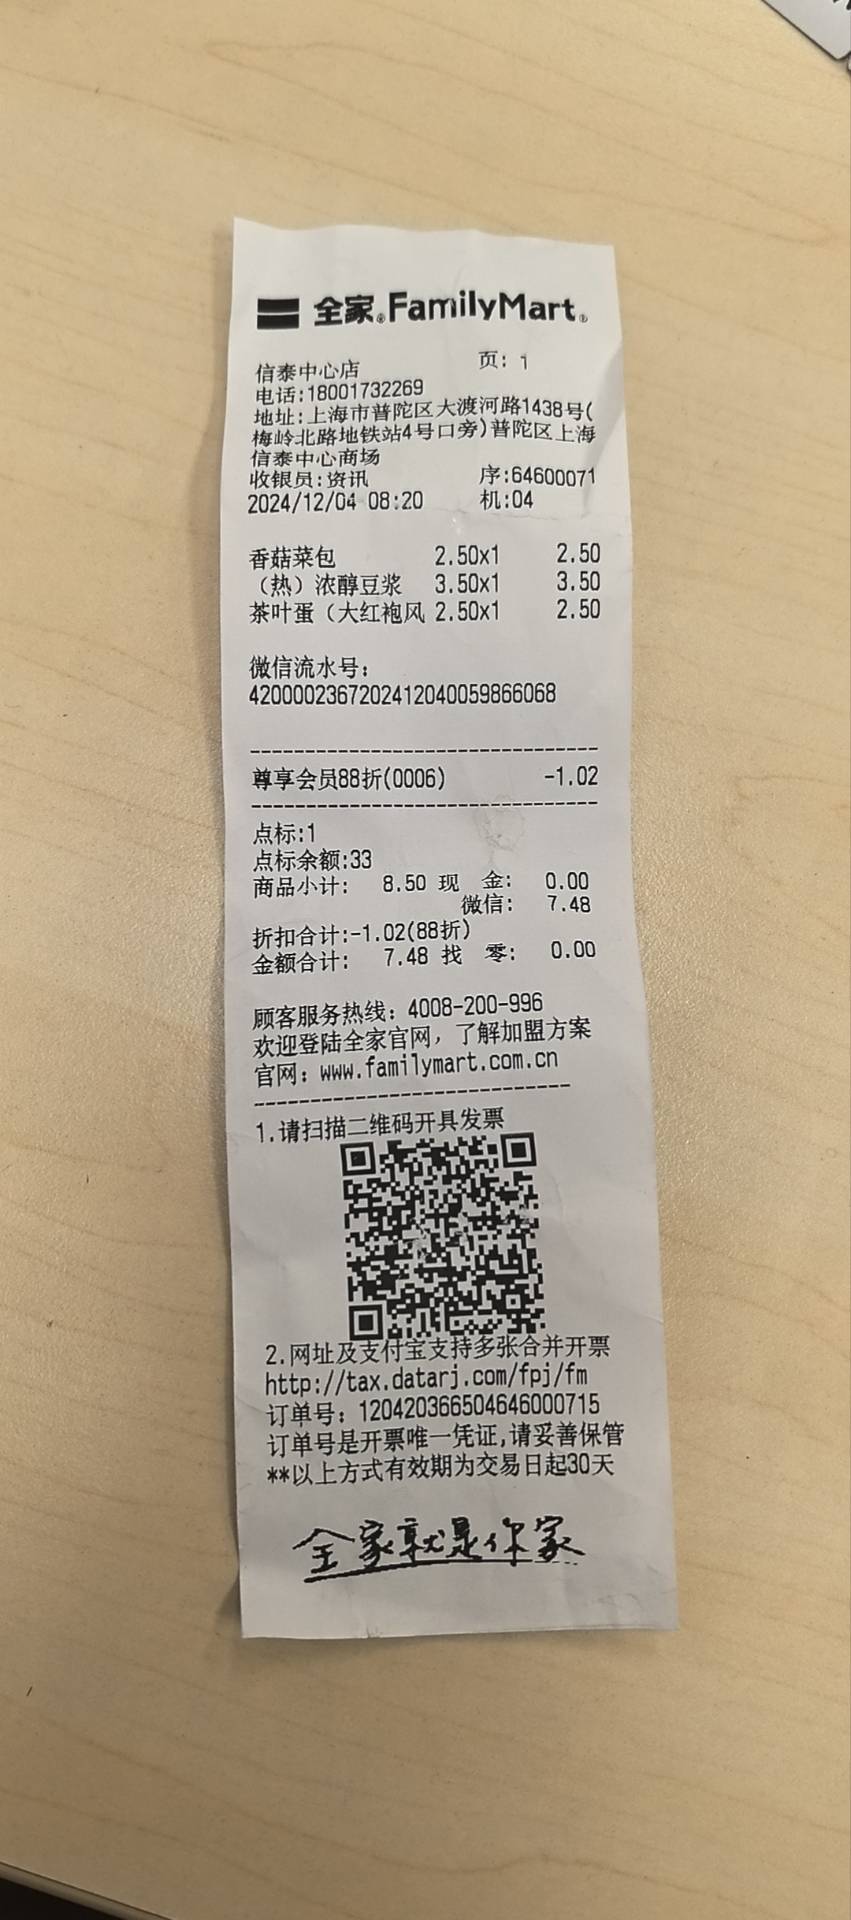 全家®FamilyMart®
信泰中心店 页: 1
电话:18001732269
地址:上海市普陀区大渡河路1438号(
梅岭北路地铁站4号口旁)普陀区上海
信泰中心商场
收银员:资讯 序:64600071
2024/12/04 08:20 机:04
香菇菜包 2.50x1 2.50
（热）浓醇豆浆 3.50x1 3.50
茶叶蛋（大红袍风 2.50x1 2.50
微信流水号:
4200002367202412040059866068
--------------------------------
尊享会员88折(0006) -1.02
--------------------------------
点标:1
点标余额:33
商品小计: 8.50 现 金: 0.00
微信: 7.48
折扣合计:-1.02(88折)
金额合计: 7.48 找 零: 0.00
顾客服务热线: 4008-200-996
欢迎登陆全家官网，了解加盟方案
官网: www.familymart.com.cn
-----------------------------
1.请扫描二维码开具发票
2.网址及支付宝支持多张合并开票
http://tax.datarj.com/fpj/fm
订单号: 120420366504646000715
订单号是开票唯一凭证,请妥善保管
**以上方式有效期为交易日起30天
全家就是你家